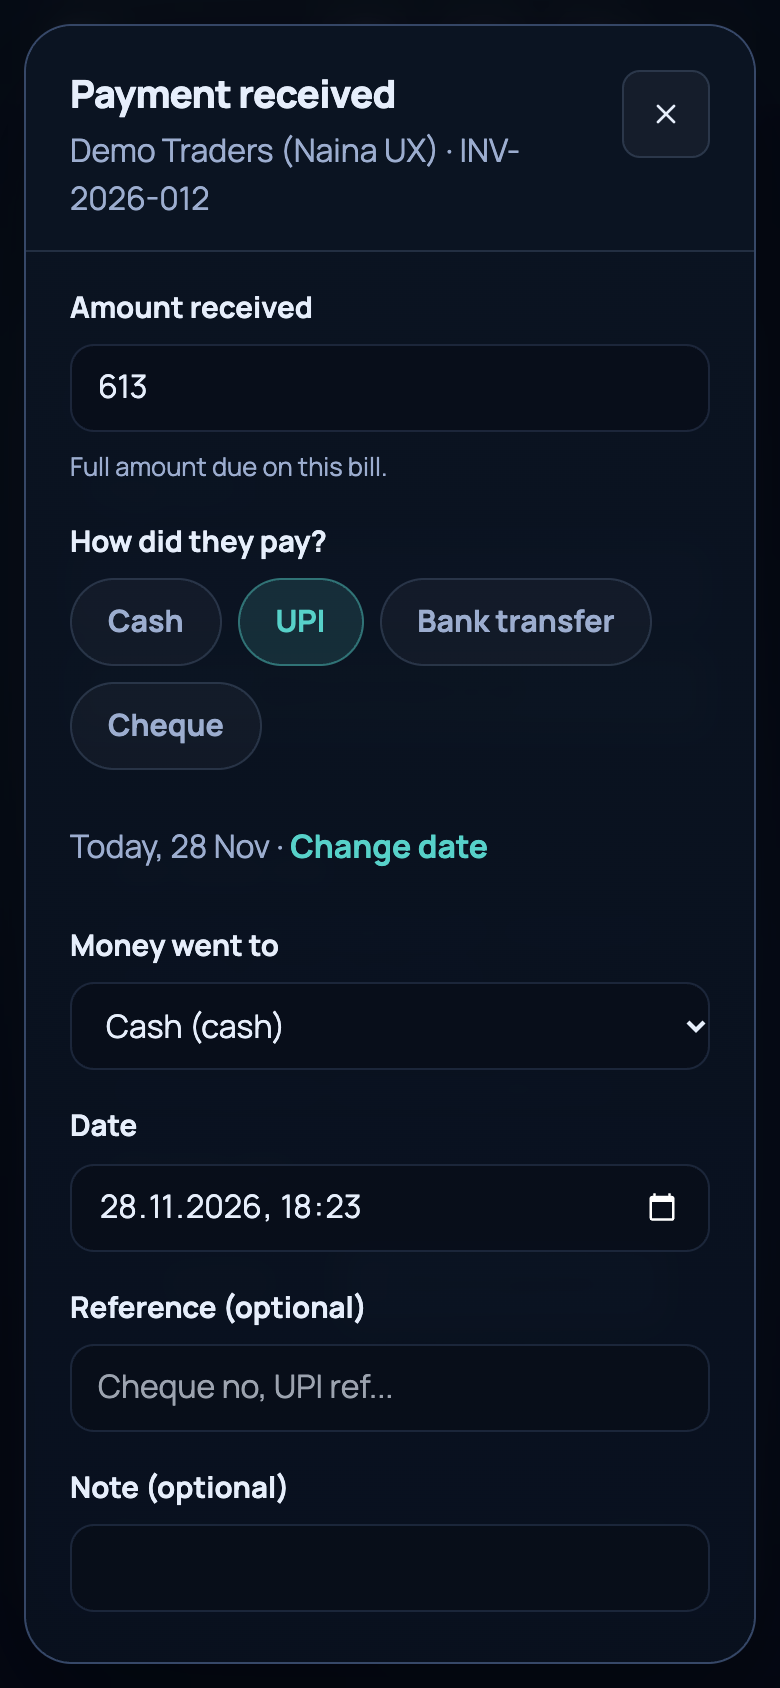 Payment received
Demo Traders (Naina UX) · INV-
2026-012
Amount received
613
Full amount due on this bill.
How did they pay?
Cash UPI Bank transfer
Cheque
Today, 28 Nov · Change date
Money went to
Cash (cash)
Date
28.11.2026, 18:23
Reference (optional)
Cheque no, UPI ref...
Note (optional)